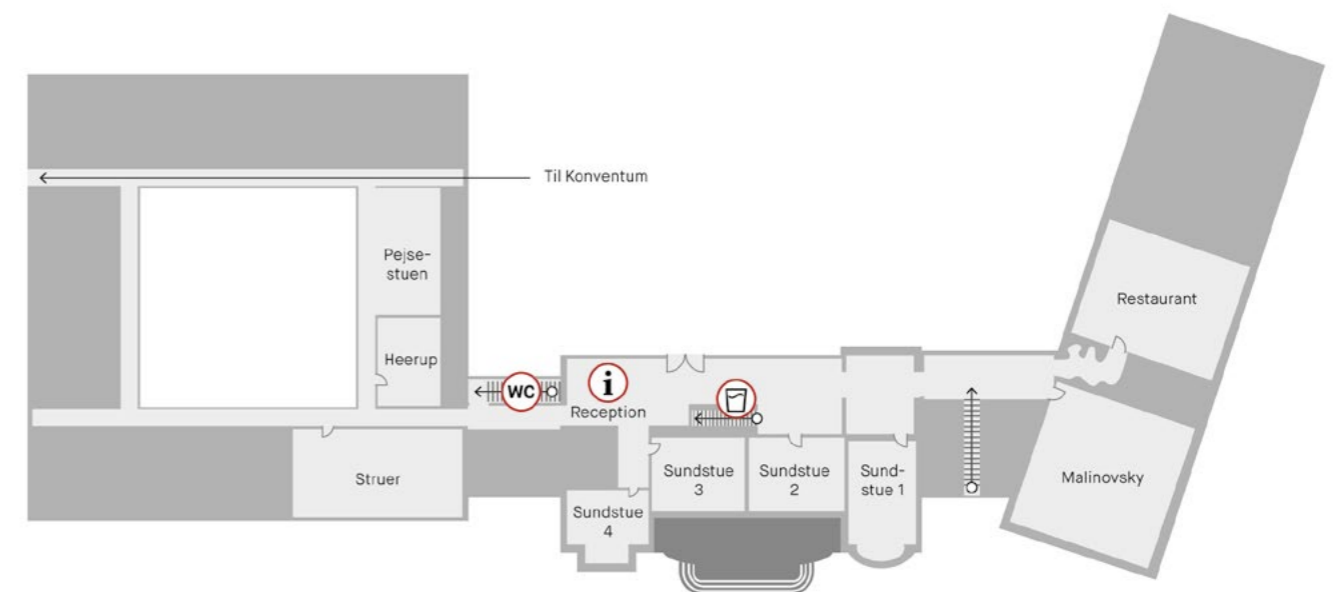 Til Konventum
Pejse-
stuen
Restaurant
Heerup
WC
i
Reception
Struer
Sundstue
3
Sundstue
2
Sund-
stue 1
Malinovsky
Sundstue
4